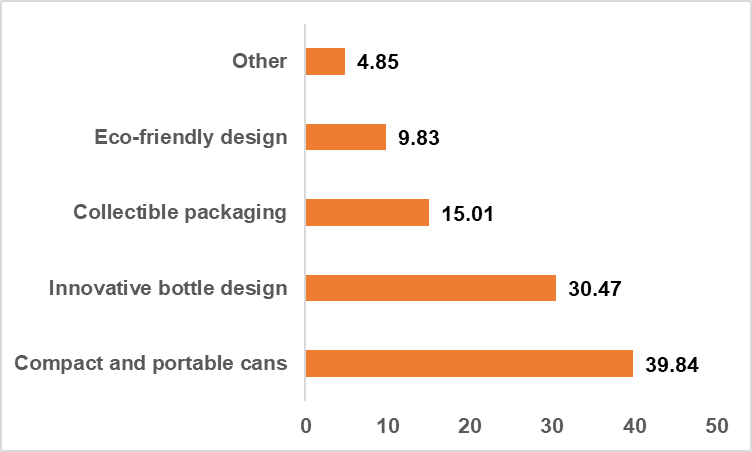 Other 4.85
Eco-friendly design 9.83
Collectible packaging 15.01
Innovative bottle design 30.47
Compact and portable cans 39.84
0 10 20 30 40 50